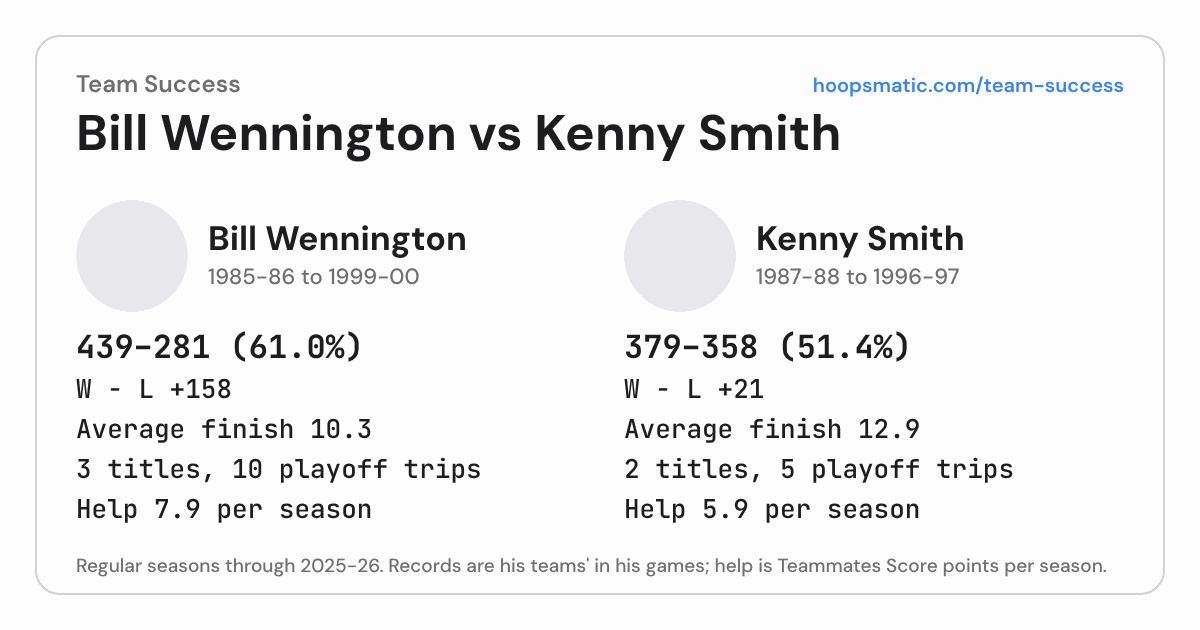 Team Success
hoopsmatic.com/team-success
Bill Wennington vs Kenny Smith
Bill Wennington
1985-86 to 1999-00
439-281 (61.0%)
W - L +158
Average finish 10.3
3 titles, 10 playoff trips
Help 7.9 per season
Kenny Smith
1987-88 to 1996-97
379-358 (51.4%)
W - L +21
Average finish 12.9
2 titles, 5 playoff trips
Help 5.9 per season
Regular seasons through 2025-26. Records are his teams' in his games; help is Teammates Score points per season.